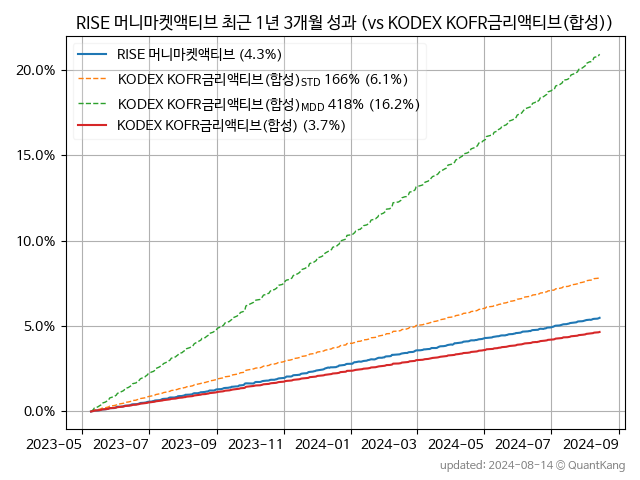 RISE 머니마켓액티브 최근 1년 3개월 성과 (vs KODEX KOFR금리액티브(합성))
RISE 머니마켓액티브 (4.3%)
KODEX KOFR금리액티브(합성)STD 166% (6.1%)
KODEX KOFR금리액티브(합성)MDD 418% (16.2%)
KODEX KOFR금리액티브(합성) (3.7%)
20.0%
15.0%
10.0%
5.0%
0.0%
2023-05 2023-07 2023-09 2023-11 2024-01 2024-03 2024-05 2024-07 2024-09
updated: 2024-08-14 © QuantKang